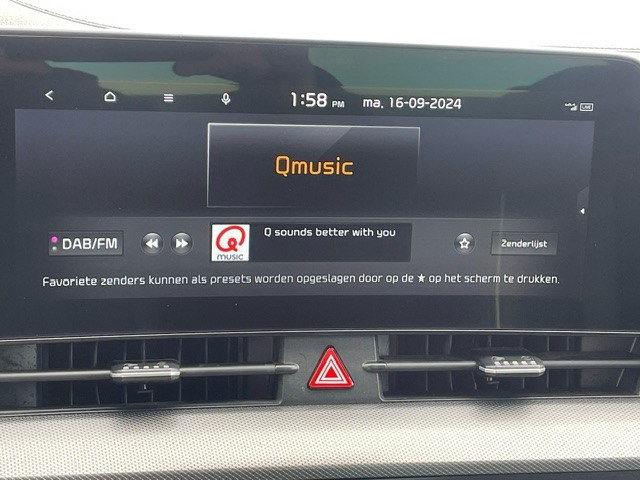 1:58 PM ma. 16-09-2024
Qmusic
DAB/FM
Q
music
Q sounds better with you
Zenderlijst
Favoriete zenders kunnen als presets worden opgeslagen door op de ★ op het scherm te drukken.